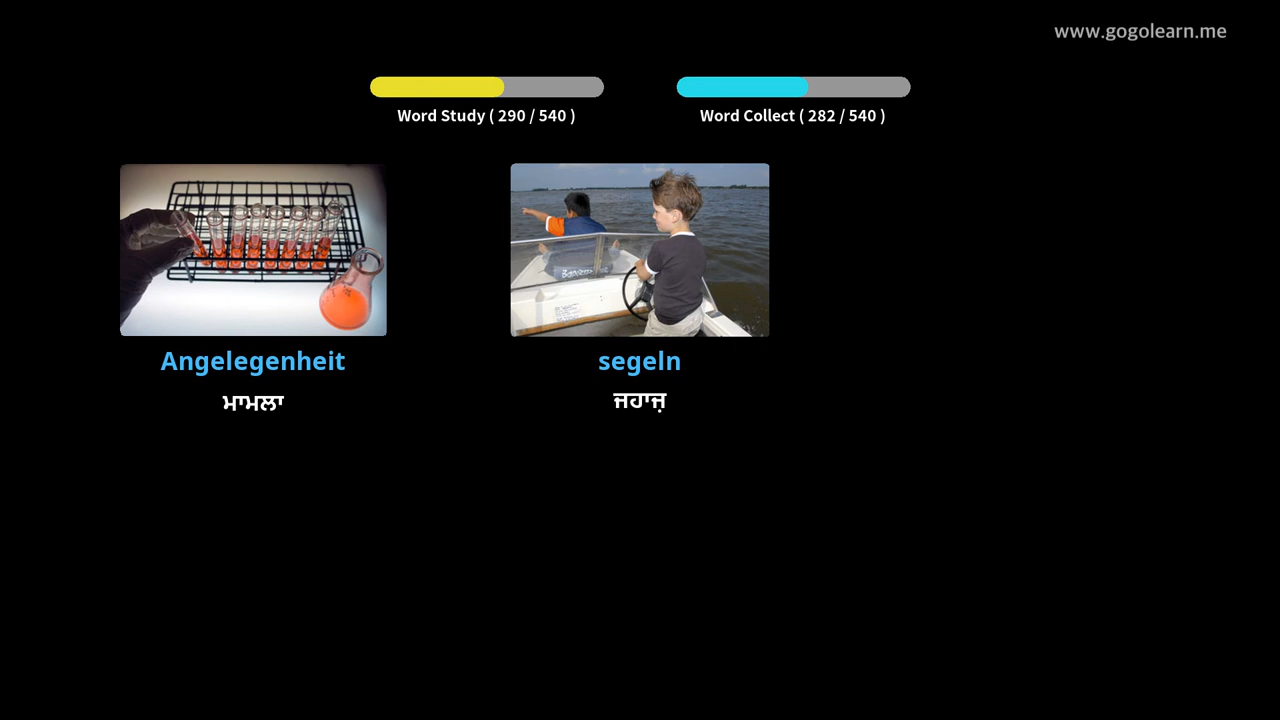 www.gogolearn.me
Word Study ( 290 / 540 )
Word Collect ( 282 / 540 )
Angelegenheit
ਮਾਮਲਾ
segeln
ਜਹਾਜ਼